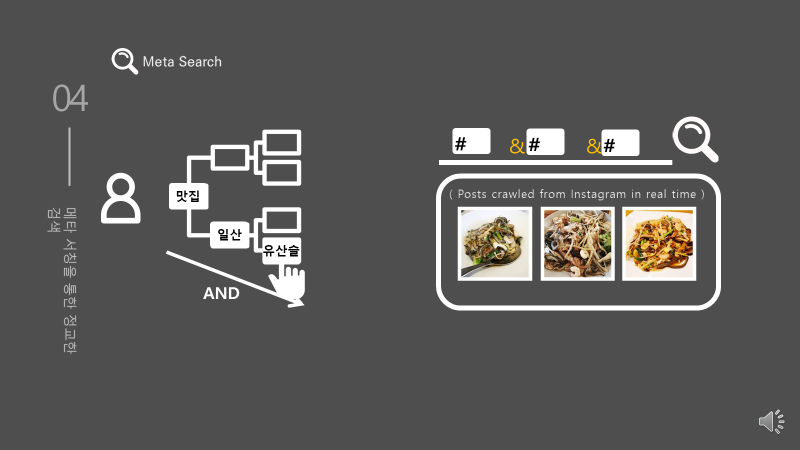 Meta Search
04
메타 서칭을 통한 정교한
검색
맛집
일산
유산슬
AND
# & # & #
( Posts crawled from Instagram in real time )